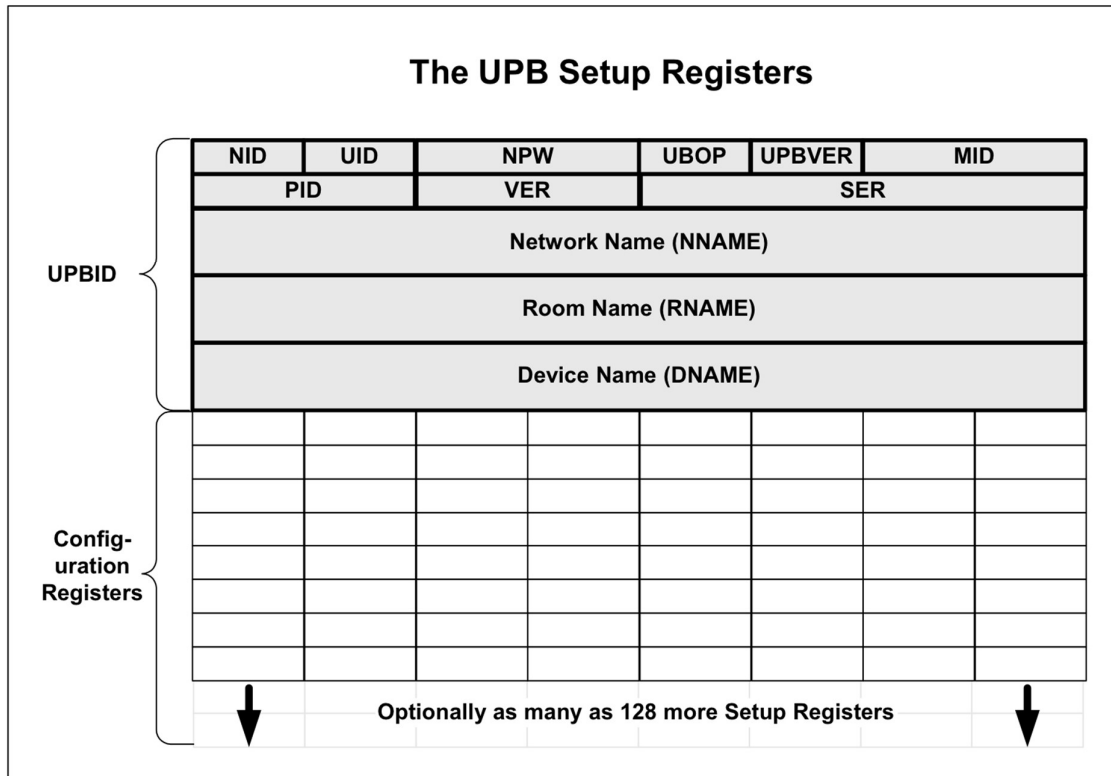 The UPB Setup Registers
NID UID NPW UBOP UPBVER MID
PID VER SER
Network Name (NNAME)
UPBID
Room Name (RNAME)
Device Name (DNAME)
Config-
uration
Registers
Optionally as many as 128 more Setup Registers